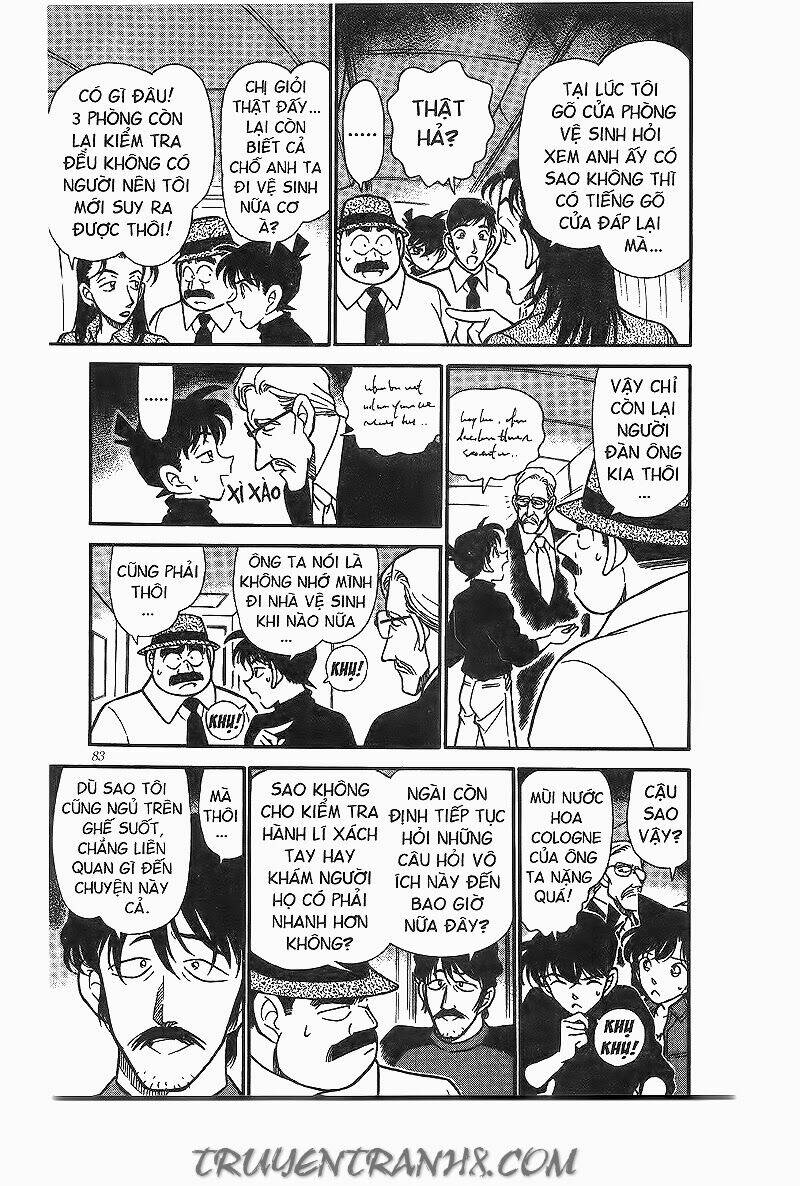 TẠI LÚC TÔI
GÕ CỬA PHÒNG
VỆ SINH HỎI
XEM ANH ẤY CÓ
SAO KHÔNG THÌ
CÓ TIẾNG GÕ
CỬA ĐÁP LẠI
MÀ...
THẬT
HẢ?
......
CHỊ GIỎI
THẬT ĐẤY...
LẠI CÒN
BIẾT CẢ
CHỖ ANH TA
ĐI VỆ SINH
NỮA CƠ
À?
CÓ GÌ ĐÂU!
3 PHÒNG CÒN
LẠI KIỂM TRA
ĐỀU KHÔNG CÓ
NGƯỜI NÊN TÔI
MỚI SUY RA
ĐƯỢC THÔI!
VẬY CHỈ
CÒN LẠI
NGƯỜI
ĐÀN ÔNG
KIA THÔI
...
XÌ XÀO
......
ÔNG TA NÓI LÀ
KHÔNG NHỚ MÌNH
ĐI NHÀ VỆ SINH
KHI NÀO NỮA
...
KHỤ!
KHỤ!
CŨNG PHẢI
THÔI
...
83
CẬU
SAO
VẬY?
MÙI NƯỚC
HOA
COLOGNE
CỦA ÔNG
TA NẶNG
QUÁ!
KHỤ
KHỤ!
NGÀI CÒN
ĐỊNH TIẾP TỤC
HỎI NHỮNG
CÂU HỎI VÔ
ÍCH NÀY ĐẾN
BAO GIỜ
NỮA ĐÂY?
SAO KHÔNG
CHO KIỂM TRA
HÀNH LÍ XÁCH
TAY HAY
KHÁM NGƯỜI
HỌ CÓ PHẢI
NHANH HƠN
KHÔNG?
MÀ
THÔI
...
DÙ SAO TÔI
CŨNG NGỦ TRÊN
GHẾ SUỐT,
CHẲNG LIÊN
QUAN GÌ ĐẾN
CHUYỆN NÀY
CẢ.
TRUYENTRANH8.COM